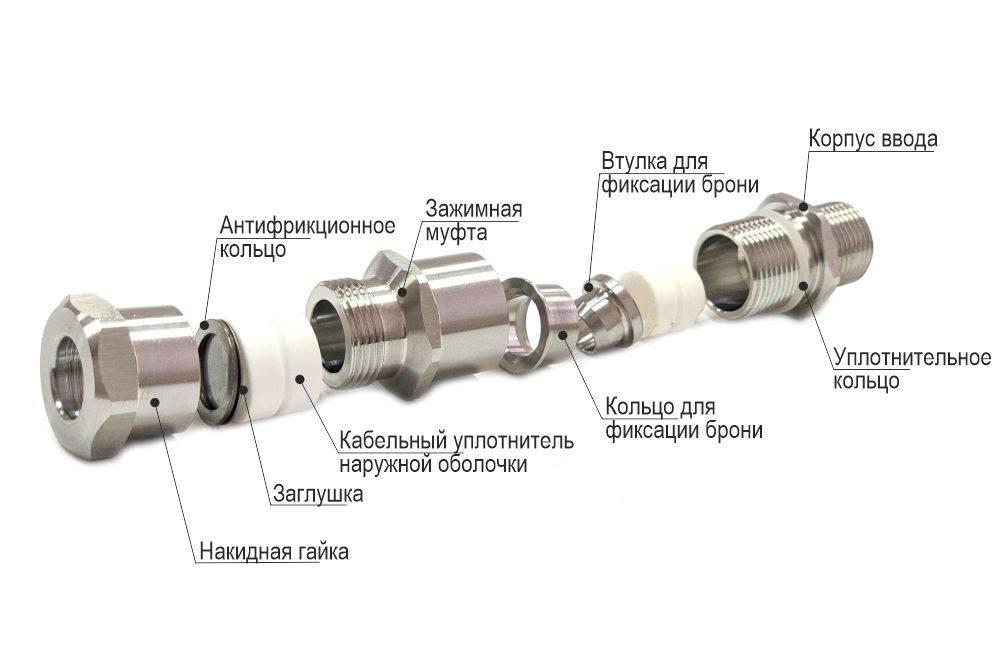 Корпус ввода
Втулка для
фиксации брони
Зажимная
муфта
Антифрикционное
кольцо
Уплотнительное
кольцо
Кольцо для
фиксации брони
Кабельный уплотнитель
наружной оболочки
Заглушка
Накидная гайка